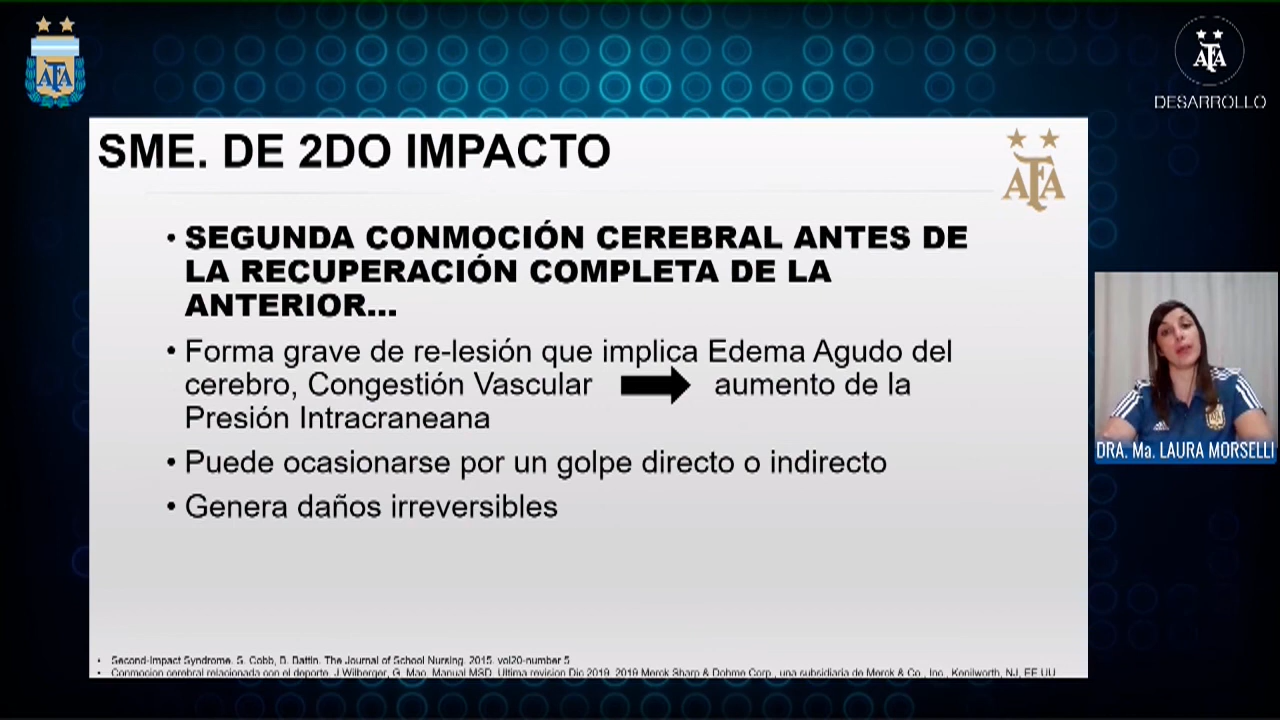 AFA
AFA
DESARROLLO
SME. DE 2DO IMPACTO
AFA
• SEGUNDA CONMOCIÓN CEREBRAL ANTES DE
LA RECUPERACIÓN COMPLETA DE LA
ANTERIOR...
• Forma grave de re-lesión que implica Edema Agudo del
cerebro, Congestión Vascular aumento de la
Presión Intracraneana
• Puede ocasionarse por un golpe directo o indirecto
• Genera daños irreversibles
DRA. Ma. LAURA MORSELLI
• Second-Impact Syndrome. S. Cobb, B. Battin. The Journal of School Nursing. 2015. vol20-number 5
• Conmocion cerebral relacionada con el deporte. J Wilberger, G. Mao. Manual MSD. Ultima revision Dic 2019. 2019 Merck Sharp & Dohme Corp., una subsidiaria de Merck & Co., Inc., Kenilworth, NJ, EE.UU